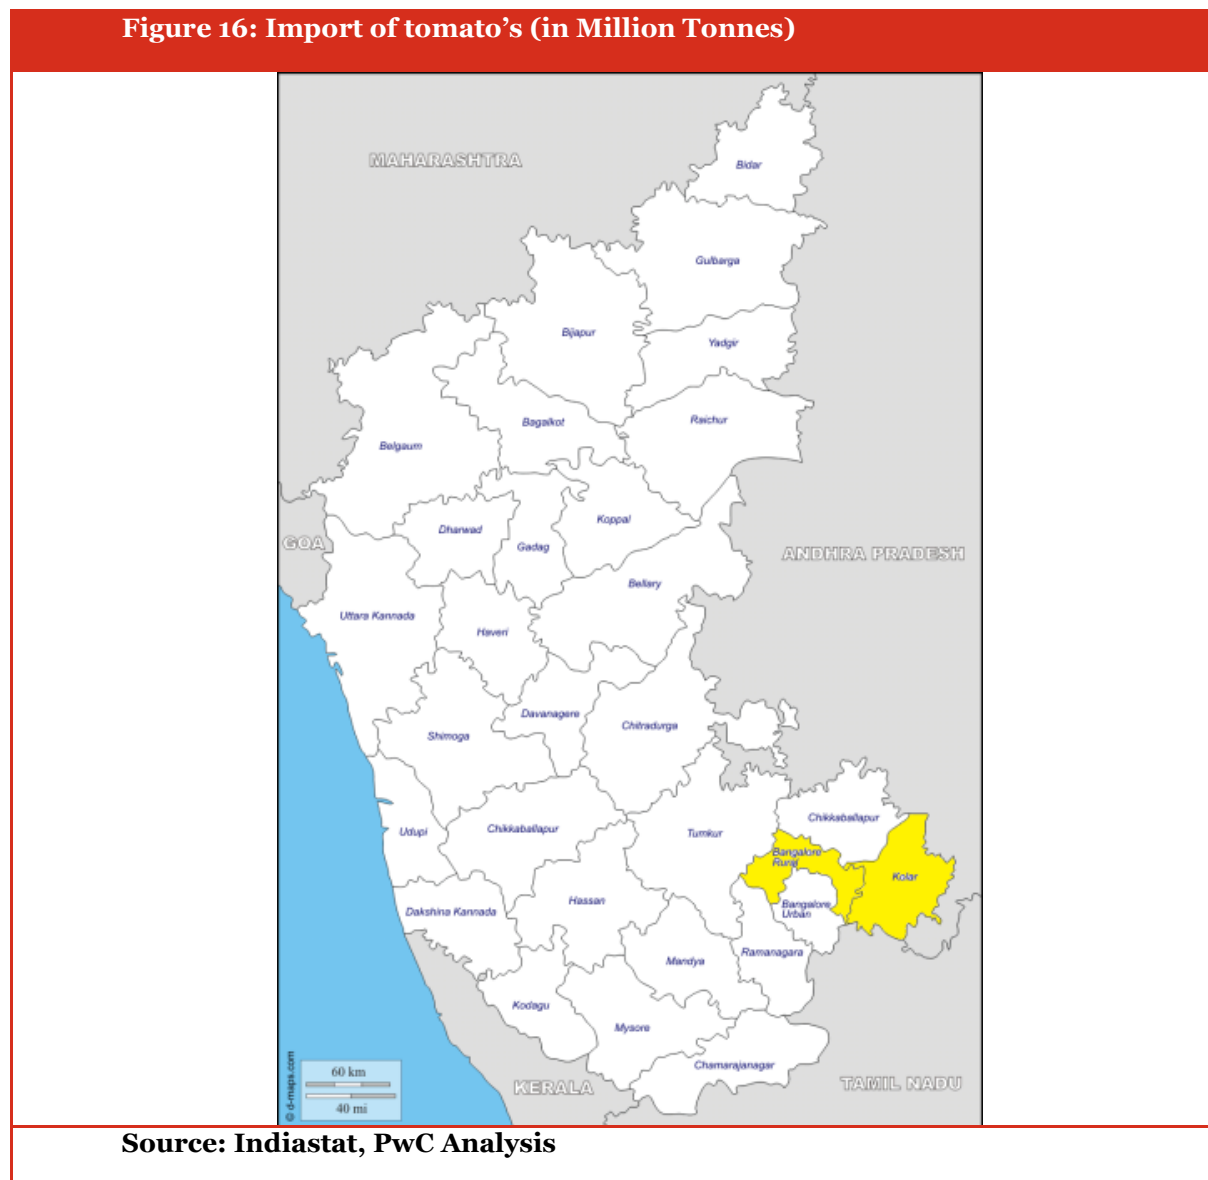 Figure 16: Import of tomato’s (in Million Tonnes)
MAHARASHTRA
Bidar
Gulbarga
Bijapur
Yadgir
Bagalkot
Raichur
Belgaum
Dharwad
Koppal
Gadag
GOA
ANDHRA PRADESH
Bellary
Uttara Kannada
Haveri
Davanagere
Chitradurga
Shimoga
Chikkaballapur
Udupi
Chikkaballapur
Tumkur
Bangalore
Rural
Kolar
Hassan
Bangalore
Urban
Dakshina Kannada
Mandya
Ramanagara
Kodagu
Mysore
Chamarajanagar
60 km
40 mi
© d-maps.com
KERALA
TAMIL NADU
Source: Indiastat, PwC Analysis